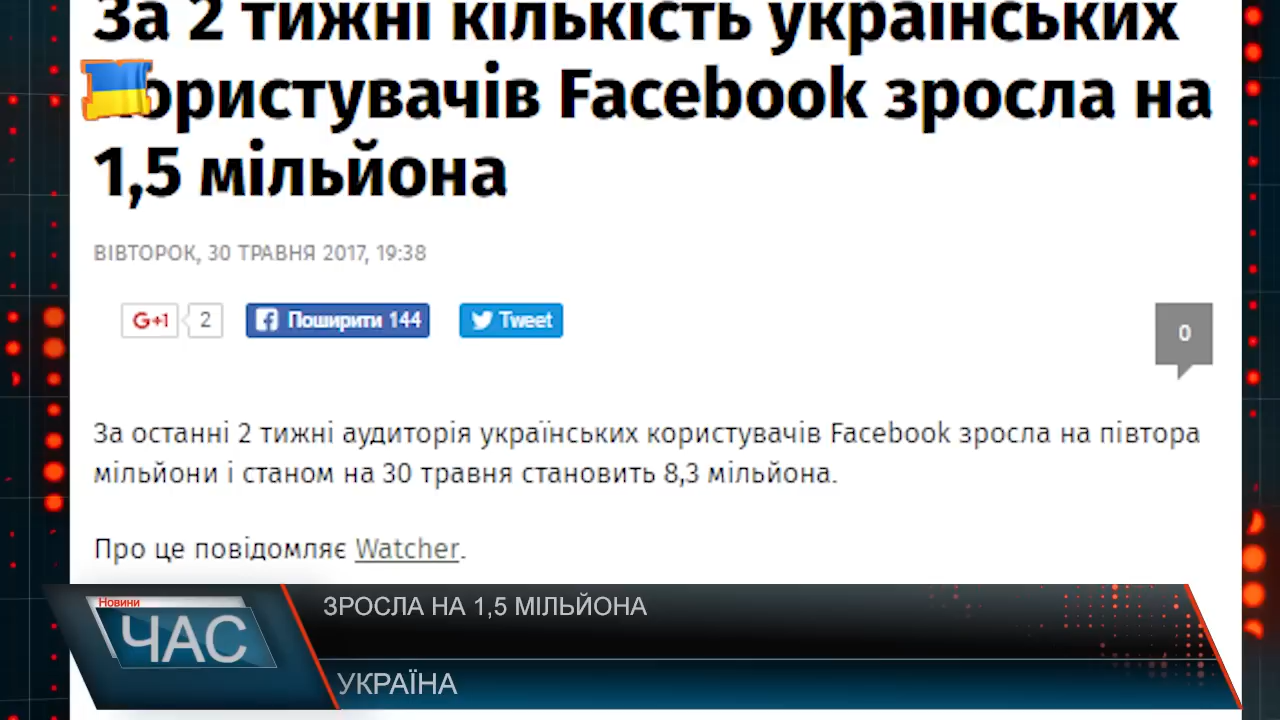 За 2 тижні кількість українських
користувачів Facebook зросла на
1,5 мільйона
ВІВТОРОК, 30 ТРАВНЯ 2017, 19:38
G+1 2 Поширити 144 Tweet 0
За останні 2 тижні аудиторія українських користувачів Facebook зросла на півтора
мільйони і станом на 30 травня становить 8,3 мільйона.
Про це повідомляє Watcher.
Новини
ЧАС
ЗРОСЛА НА 1,5 МІЛЬЙОНА
УКРАЇНА